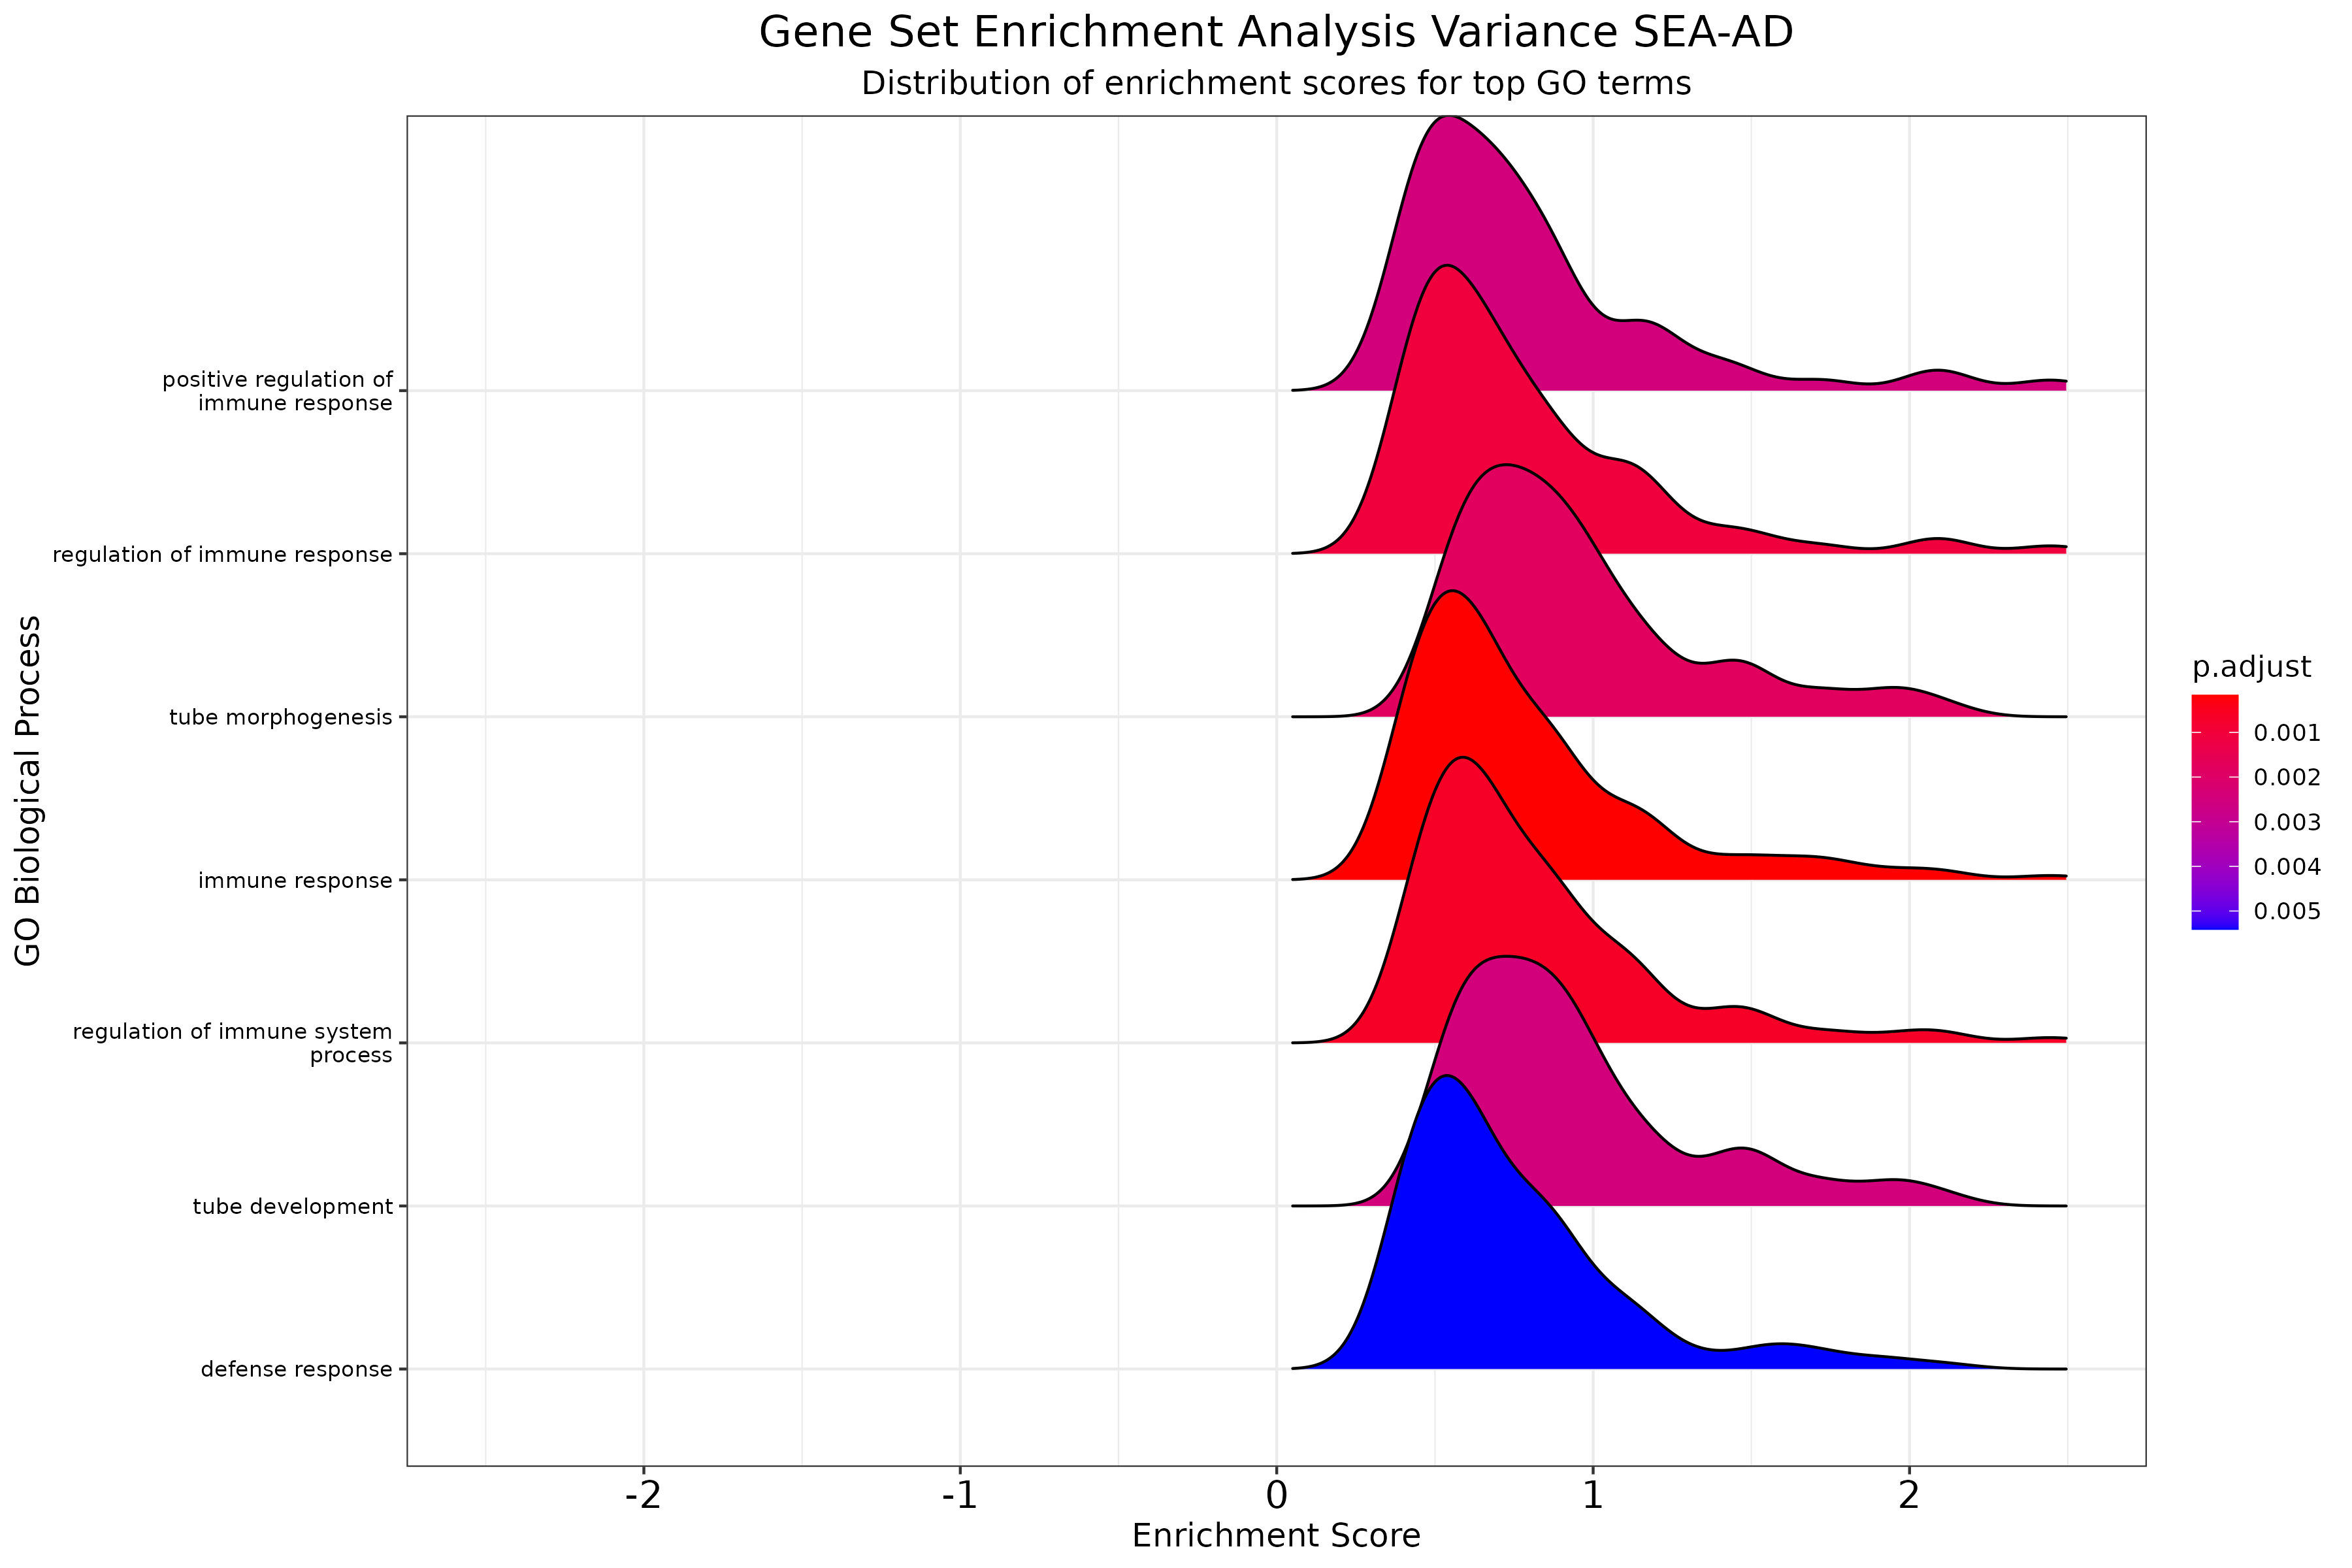 Gene Set Enrichment Analysis Variance SEA-AD
Distribution of enrichment scores for top GO terms
GO Biological Process
positive regulation of
immune response
regulation of immune response
tube morphogenesis
immune response
regulation of immune system
process
tube development
defense response
-2
-1
0
1
2
Enrichment Score
p.adjust
0.001
0.002
0.003
0.004
0.005